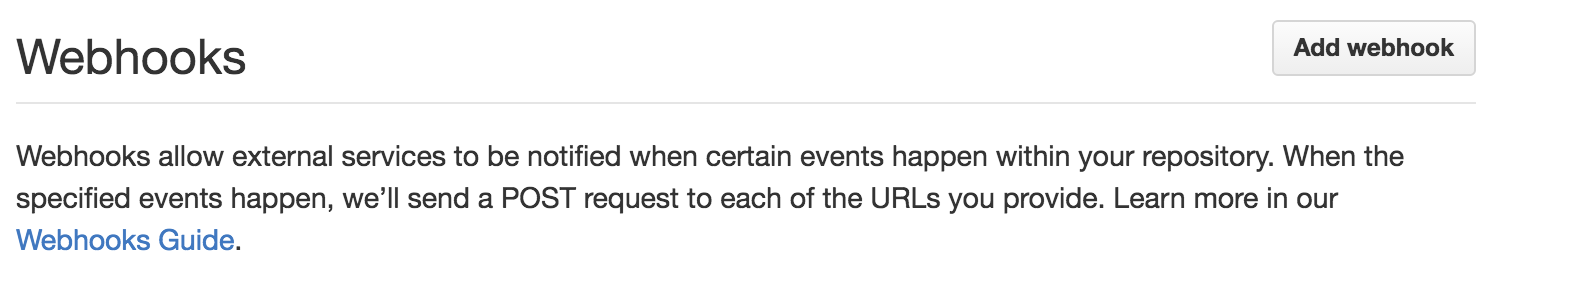 Webhooks
Add webhook
Webhooks allow external services to be notified when certain events happen within your repository. When the
specified events happen, we’ll send a POST request to each of the URLs you provide. Learn more in our
Webhooks Guide.